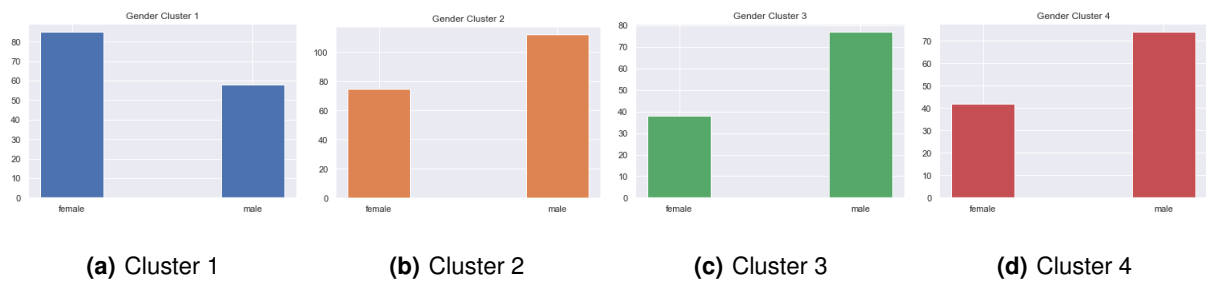 Gender Cluster 1
80
70
60
50
40
30
20
10
0
female
male
Gender Cluster 2
100
80
60
40
20
0
female
male
Gender Cluster 3
80
70
60
50
40
30
20
10
0
female
male
Gender Cluster 4
70
60
50
40
30
20
10
0
female
male
(a) Cluster 1
(b) Cluster 2
(c) Cluster 3
(d) Cluster 4